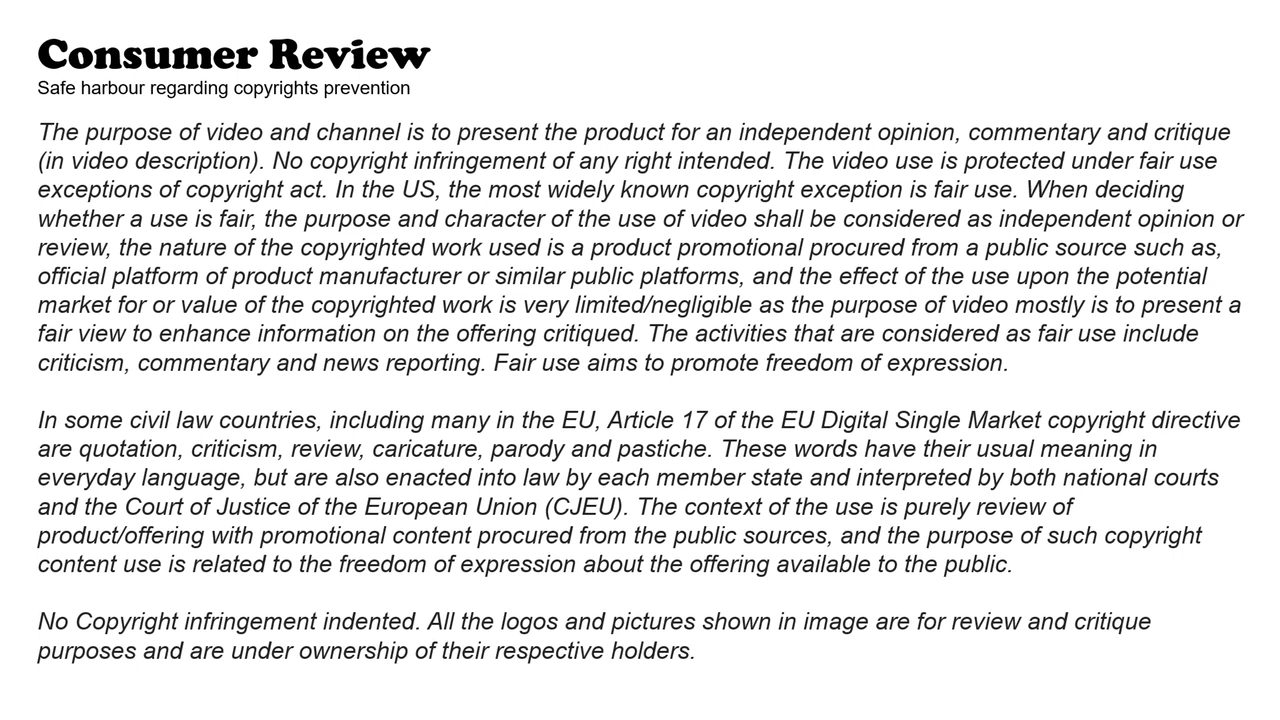 Consumer Review
Safe harbour regarding copyrights prevention
The purpose of video and channel is to present the product for an independent opinion, commentary and critique
(in video description). No copyright infringement of any right intended. The video use is protected under fair use
exceptions of copyright act. In the US, the most widely known copyright exception is fair use. When deciding
whether a use is fair, the purpose and character of the use of video shall be considered as independent opinion or
review, the nature of the copyrighted work used is a product promotional procured from a public source such as,
official platform of product manufacturer or similar public platforms, and the effect of the use upon the potential
market for or value of the copyrighted work is very limited/negligible as the purpose of video mostly is to present a
fair view to enhance information on the offering critiqued. The activities that are considered as fair use include
criticism, commentary and news reporting. Fair use aims to promote freedom of expression.
In some civil law countries, including many in the EU, Article 17 of the EU Digital Single Market copyright directive
are quotation, criticism, review, caricature, parody and pastiche. These words have their usual meaning in
everyday language, but are also enacted into law by each member state and interpreted by both national courts
and the Court of Justice of the European Union (CJEU). The context of the use is purely review of
product/offering with promotional content procured from the public sources, and the purpose of such copyright
content use is related to the freedom of expression about the offering available to the public.
No Copyright infringement indented. All the logos and pictures shown in image are for review and critique
purposes and are under ownership of their respective holders.